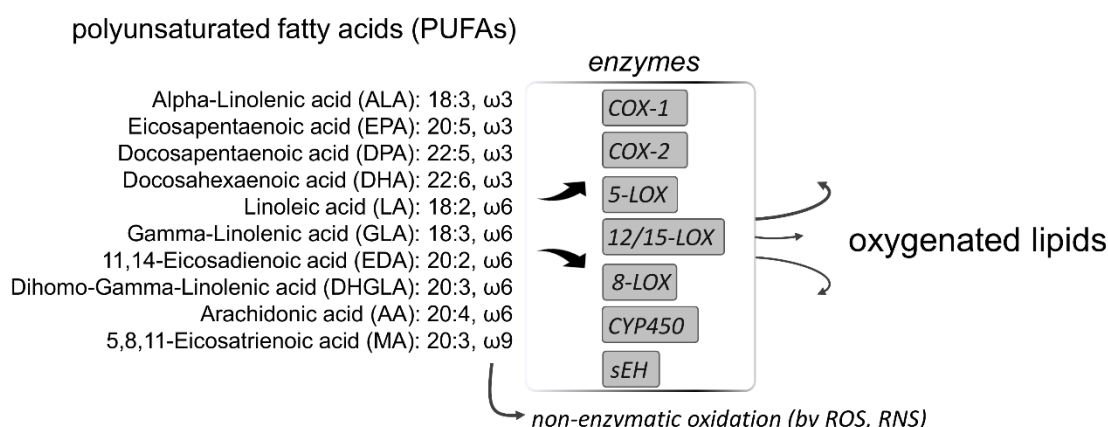 polyunsaturated fatty acids (PUFAs)
enzymes
Alpha-Linolenic acid (ALA): 18:3, ω3
Eicosapentaenoic acid (EPA): 20:5, ω3
Docosapentaenoic acid (DPA): 22:5, ω3
Docosahexaenoic acid (DHA): 22:6, ω3
Linoleic acid (LA): 18:2, ω6
Gamma-Linolenic acid (GLA): 18:3, ω6
11,14-Eicosadienoic acid (EDA): 20:2, ω6
Dihomo-Gamma-Linolenic acid (DHGLA): 20:3, ω6
Arachidonic acid (AA): 20:4, ω6
5,8,11-Eicosatrienoic acid (MA): 20:3, ω9
COX-1
COX-2
5-LOX
12/15-LOX
8-LOX
CYP450
sEH
oxygenated lipids
non-enzymatic oxidation (by ROS, RNS)